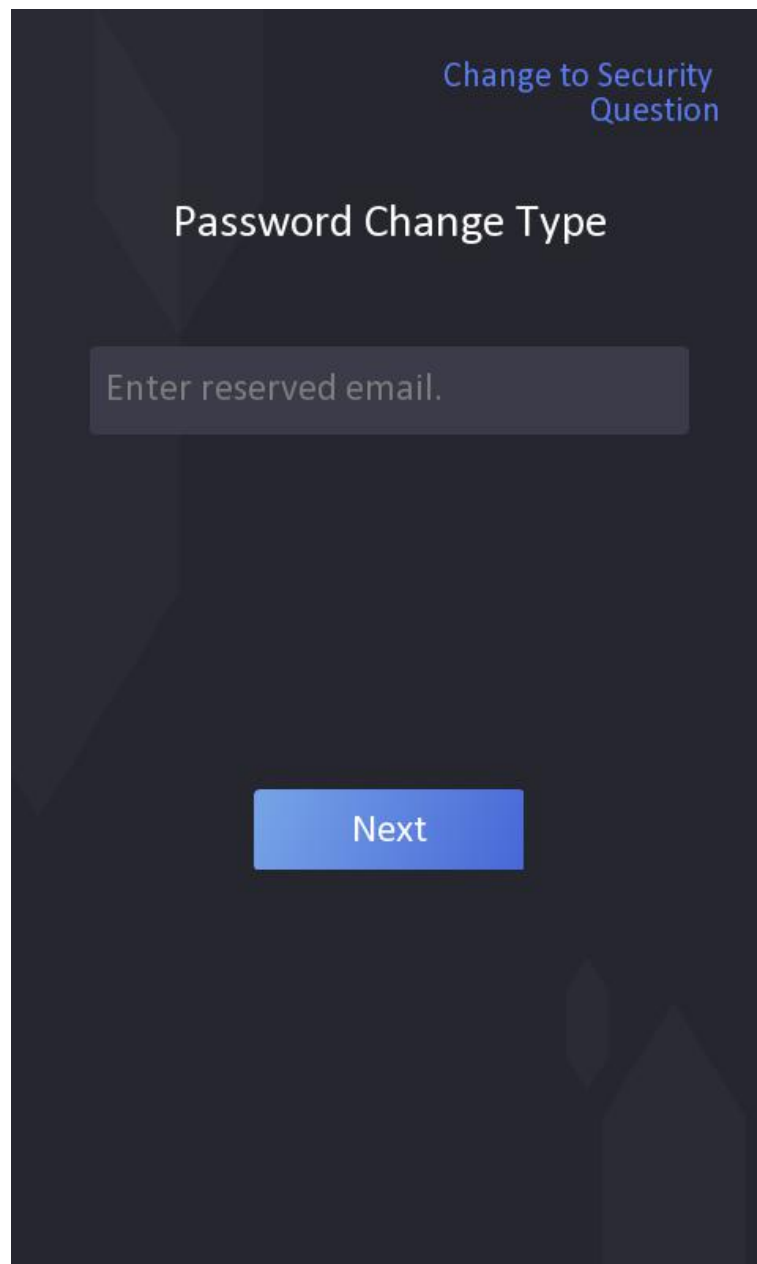 Change to Security
Question
Password Change Type
Enter reserved email.
Next